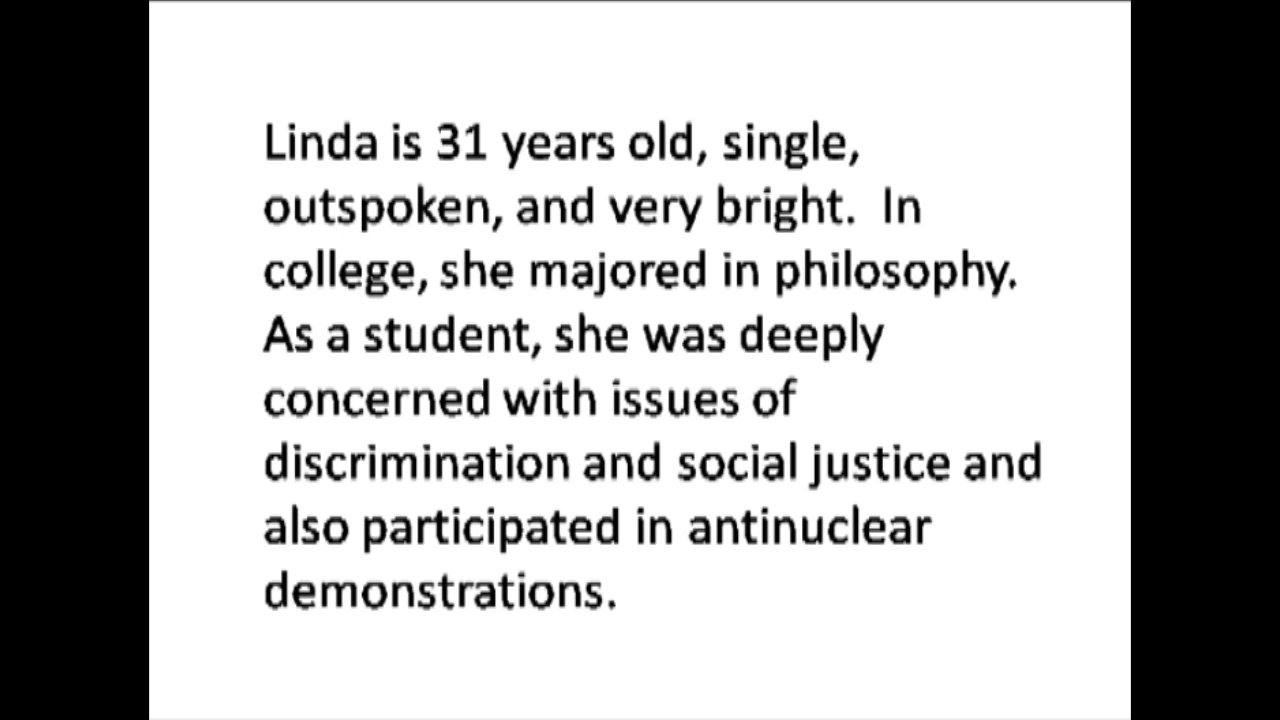 Linda is 31 years old, single,
outspoken, and very bright.  In
college, she majored in philosophy.
As a student, she was deeply
concerned with issues of
discrimination and social justice and
also participated in antinuclear
demonstrations.